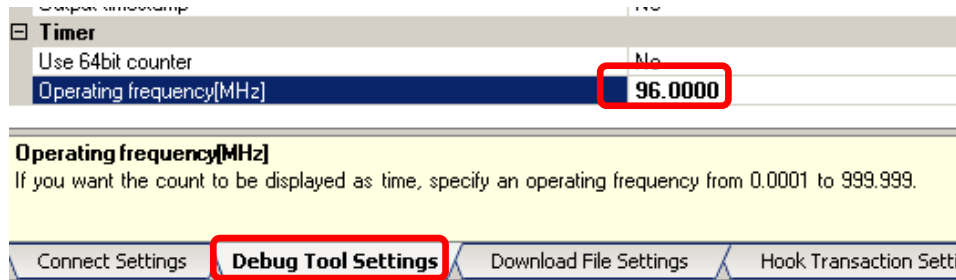 Timer
Use 64bit counter No
Operating frequency[MHz] 96.0000
Operating frequency[MHz]
If you want the count to be displayed as time, specify an operating frequency from 0.0001 to 999.999.
Connect Settings Debug Tool Settings Download File Settings Hook Transaction Setti